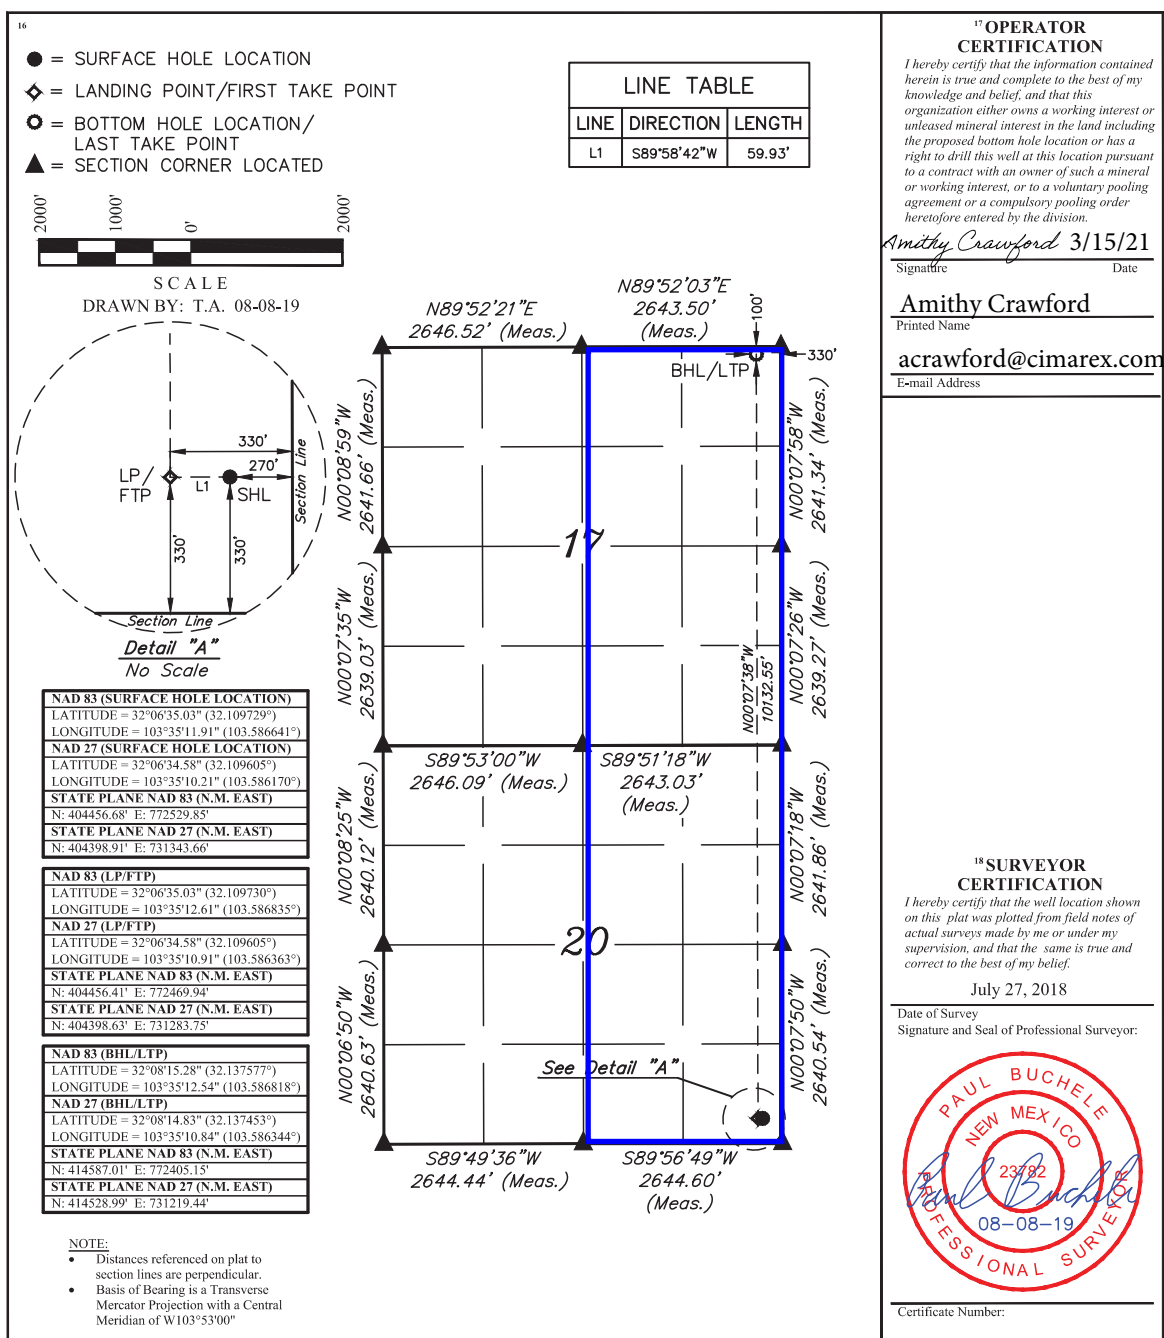 16
= SURFACE HOLE LOCATION
= LANDING POINT/FIRST TAKE POINT
= BOTTOM HOLE LOCATION/
LAST TAKE POINT
= SECTION CORNER LOCATED
2000' 1000' 0' 2000'
SCALE
DRAWN BY: T.A. 08-08-19
LINE TABLE
LINE DIRECTION LENGTH
L1 S89°58'42"W 59.93'
330'
270'
LP/
FTP
L1
SHL
330'
330'
Section Line
Section Line
Detail "A"
No Scale
NAD 83 (SURFACE HOLE LOCATION)
LATITUDE = 32°06'35.03" (32.109729°)
LONGITUDE = 103°35'11.91" (103.586641°)
NAD 27 (SURFACE HOLE LOCATION)
LATITUDE = 32°06'34.58" (32.109605°)
LONGITUDE = 103°35'10.21" (103.586170°)
STATE PLANE NAD 83 (N.M. EAST)
N: 404456.68' E: 772529.85'
STATE PLANE NAD 27 (N.M. EAST)
N: 404398.91' E: 731343.66'
NAD 83 (LP/FTP)
LATITUDE = 32°06'35.03" (32.109730°)
LONGITUDE = 103°35'12.61" (103.586835°)
NAD 27 (LP/FTP)
LATITUDE = 32°06'34.58" (32.109605°)
LONGITUDE = 103°35'10.91" (103.586363°)
STATE PLANE NAD 83 (N.M. EAST)
N: 404456.41' E: 772469.94'
STATE PLANE NAD 27 (N.M. EAST)
N: 404398.63' E: 731283.75'
NAD 83 (BHL/LTP)
LATITUDE = 32°08'15.28" (32.137577°)
LONGITUDE = 103°35'12.54" (103.586818°)
NAD 27 (BHL/LTP)
LATITUDE = 32°08'14.83" (32.137453°)
LONGITUDE = 103°35'10.84" (103.586344°)
STATE PLANE NAD 83 (N.M. EAST)
N: 414587.01' E: 772405.15'
STATE PLANE NAD 27 (N.M. EAST)
N: 414528.99' E: 731219.44'
NOTE:
• Distances referenced on plat to
section lines are perpendicular.
• Basis of Bearing is a Transverse
Mercator Projection with a Central
Meridian of W103°53'00"
N89°52'21"E
2646.52' (Meas.)
N89°52'03"E
2643.50'
(Meas.)
100'
330'
BHL/LTP
N00°08'59"W
2641.66' (Meas.)
N00°07'58"W
2641.34' (Meas.)
17
N00°07'35"W
2639.03' (Meas.)
N00°07'26"W
2639.27' (Meas.)
N00°07'38"W
10132.55'
S89°53'00"W
2646.09' (Meas.)
S89°51'18"W
2643.03'
(Meas.)
N00°08'25"W
2640.12' (Meas.)
N00°07'18"W
2641.86' (Meas.)
20
N00°06'50"W
2640.63' (Meas.)
N00°07'50"W
2640.54' (Meas.)
See Detail "A"
S89°49'36"W
2644.44' (Meas.)
S89°56'49"W
2644.60'
(Meas.)
17 OPERATOR
CERTIFICATION
I hereby certify that the information contained
herein is true and complete to the best of my
knowledge and belief, and that this
organization either owns a working interest or
unleased mineral interest in the land including
the proposed bottom hole location or has a
right to drill this well at this location pursuant
to a contract with an owner of such a mineral
or working interest, or to a voluntary pooling
agreement or a compulsory pooling order
heretofore entered by the division.
Amithy Crawford 3/15/21
Signature Date
Amithy Crawford
Printed Name
acrawford@cimarex.com
E-mail Address
18 SURVEYOR
CERTIFICATION
I hereby certify that the well location shown
on this plat was plotted from field notes of
actual surveys made by me or under my
supervision, and that the same is true and
correct to the best of my belief.
July 27, 2018
Date of Survey
Signature and Seal of Professional Surveyor:
PAUL BUCHELE
NEW MEXICO
23782
Paul Buchele
08-08-19
PROFESSIONAL SURVEYOR
Certificate Number: